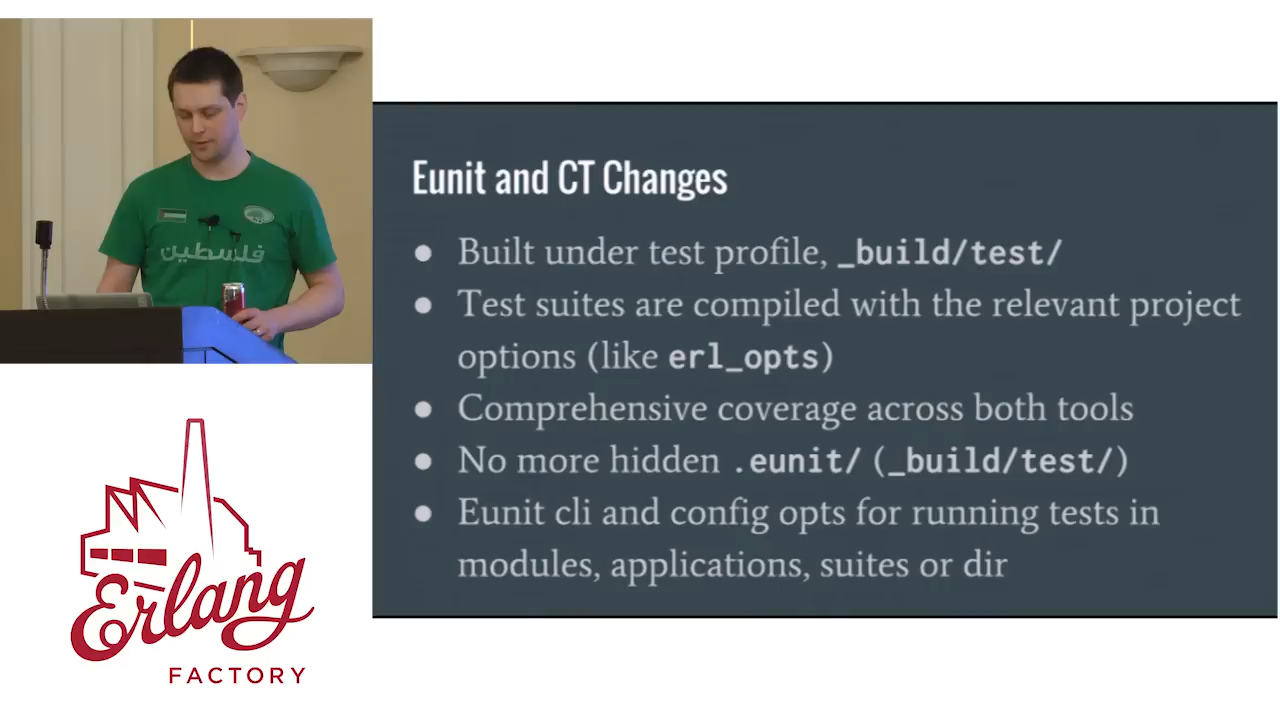 فلسطين
Eunit and CT Changes
● Built under test profile, _build/test/
● Test suites are compiled with the relevant project
options (like erl_opts)
● Comprehensive coverage across both tools
● No more hidden .eunit/ (_build/test/)
● Eunit cli and config opts for running tests in
modules, applications, suites or dir
Erlang
FACTORY